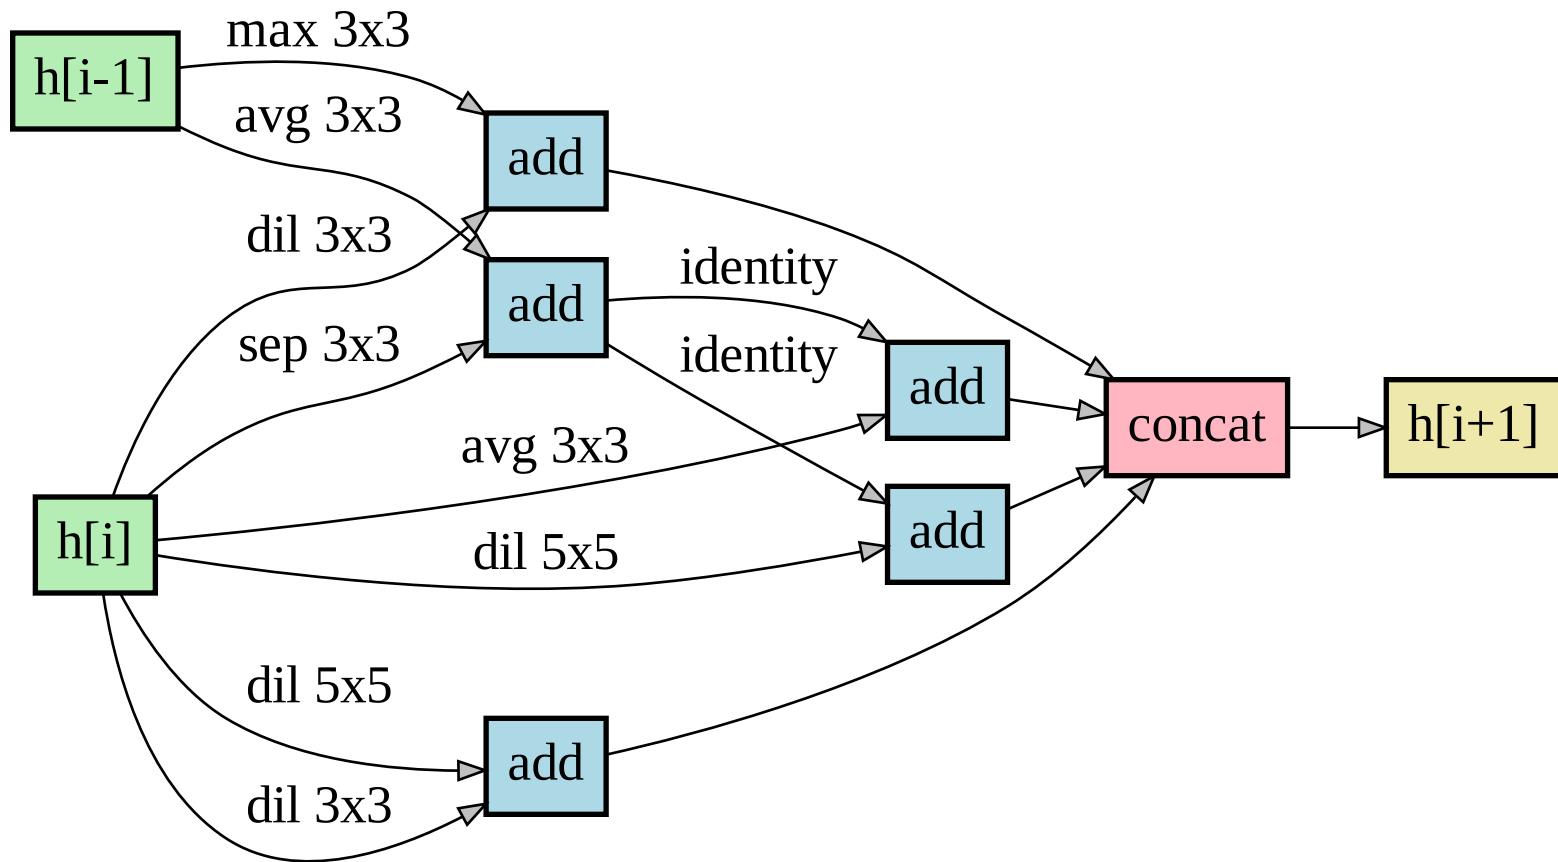 max 3x3
h[i-1]
avg 3x3
add
dil 3x3
identity
add
sep 3x3
identity
add
concat
h[i+1]
avg 3x3
h[i]
add
dil 5x5
dil 5x5
add
dil 3x3